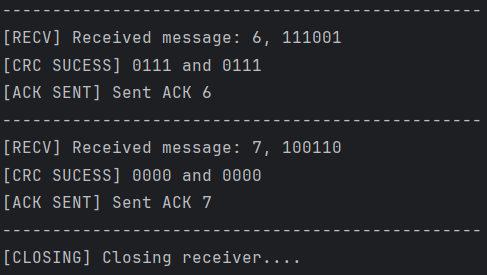 ------------------------------------------------
[RECV] Received message: 6, 111001
[CRC SUCESS] 0111 and 0111
[ACK SENT] Sent ACK 6
------------------------------------------------
[RECV] Received message: 7, 100110
[CRC SUCESS] 0000 and 0000
[ACK SENT] Sent ACK 7
------------------------------------------------
[CLOSING] Closing receiver....